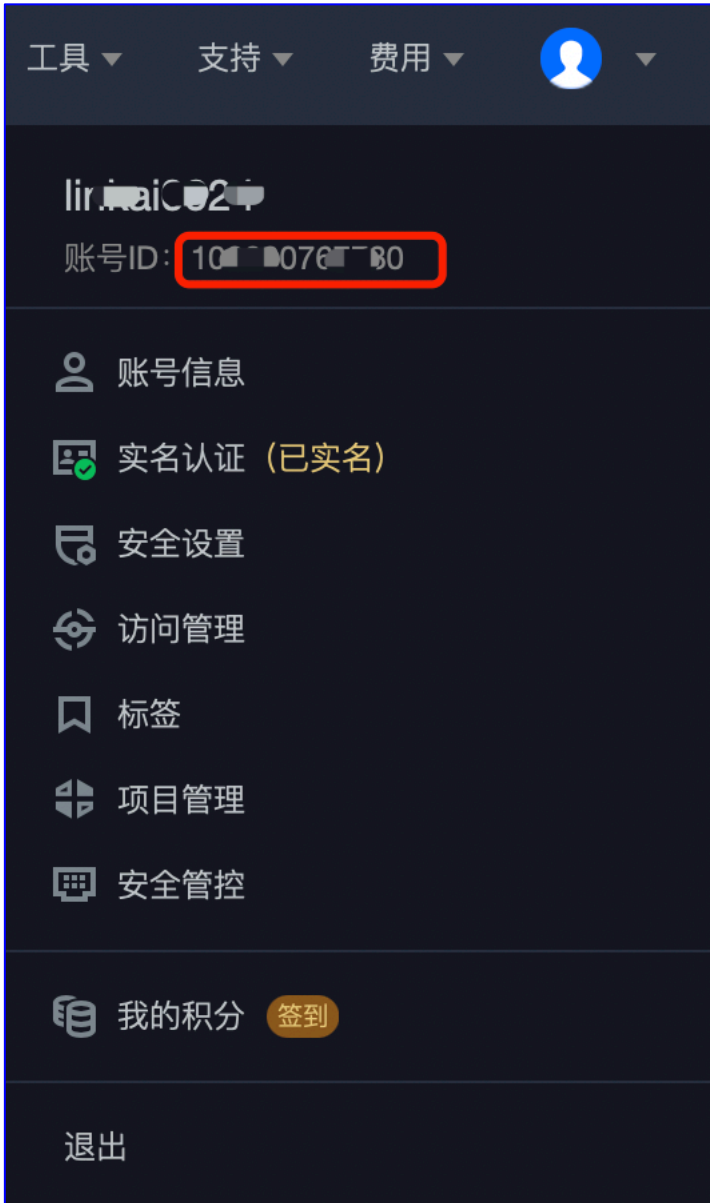 工具 支持 费用
账号ID:
账号信息
实名认证（已实名）
安全设置
访问管理
标签
项目管理
安全管控
我的积分 签到
退出